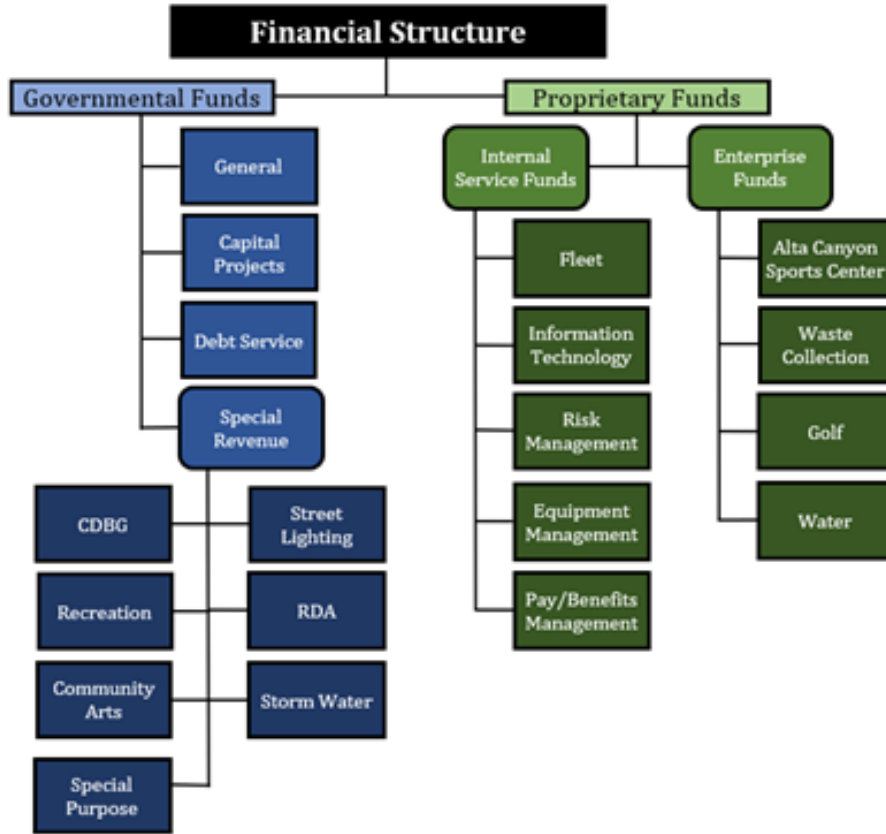 Financial Structure
Governmental Funds
General
Capital
Projects
Debt Service
Special
Revenue
CDBG
Street
Lighting
Recreation
RDA
Community
Arts
Storm Water
Special
Purpose
Proprietary Funds
Internal
Service Funds
Fleet
Information
Technology
Risk
Management
Equipment
Management
Pay/Benefits
Management
Enterprise
Funds
Alta Canyon
Sports Center
Waste
Collection
Golf
Water